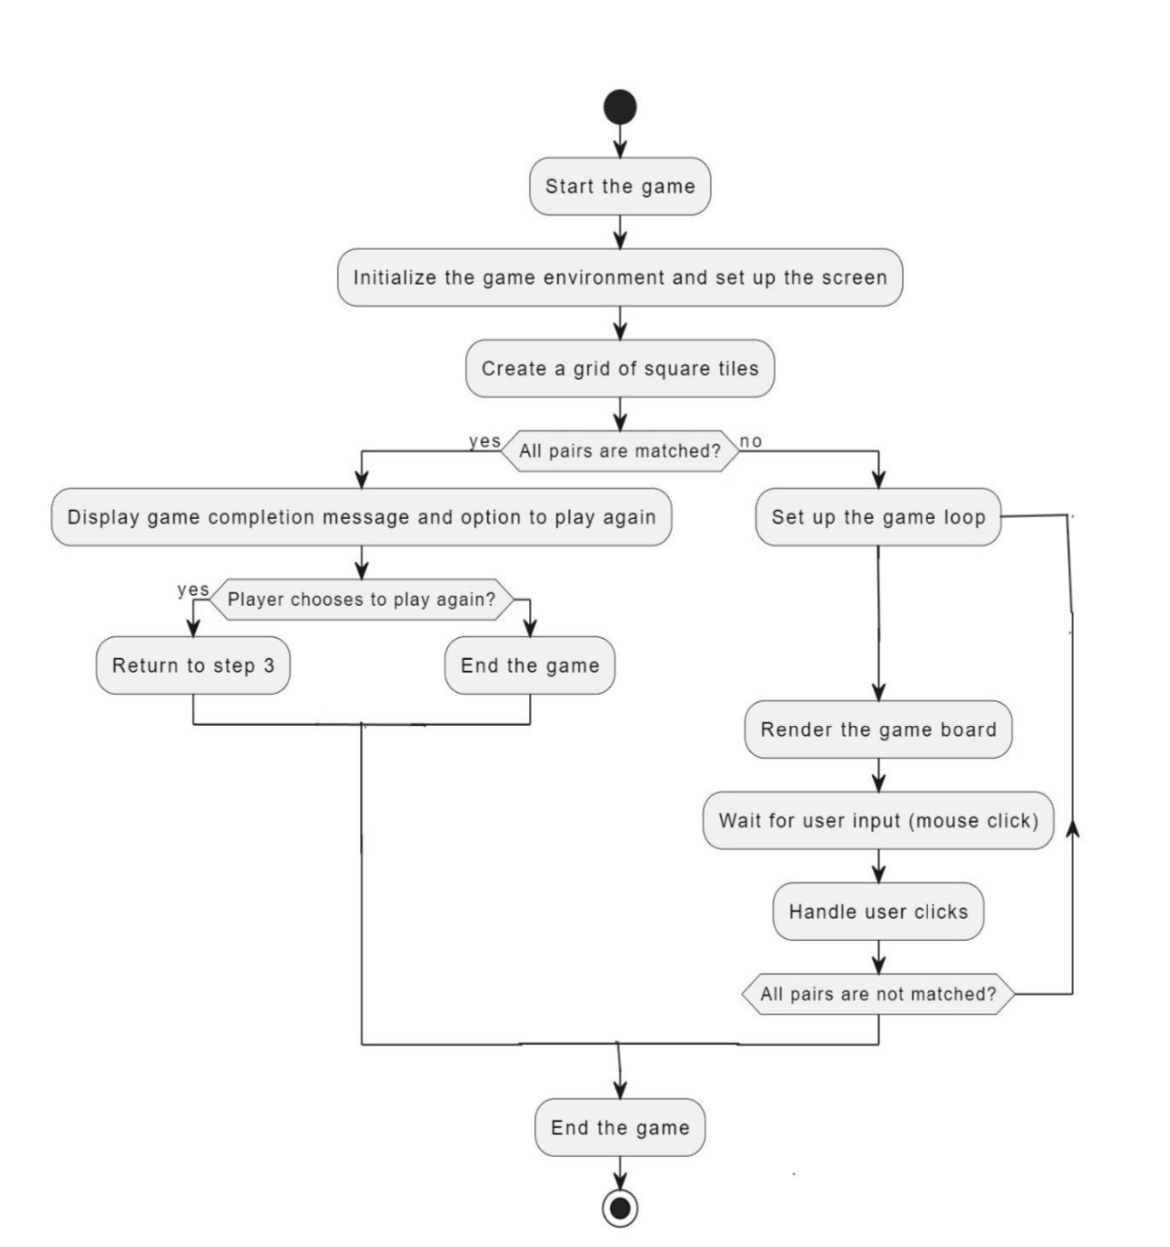 Start the game
Initialize the game environment and set up the screen
Create a grid of square tiles
yes
All pairs are matched?
no
Display game completion message and option to play again
Set up the game loop
yes
Player chooses to play again?
Return to step 3
End the game
Render the game board
Wait for user input (mouse click)
Handle user clicks
All pairs are not matched?
End the game